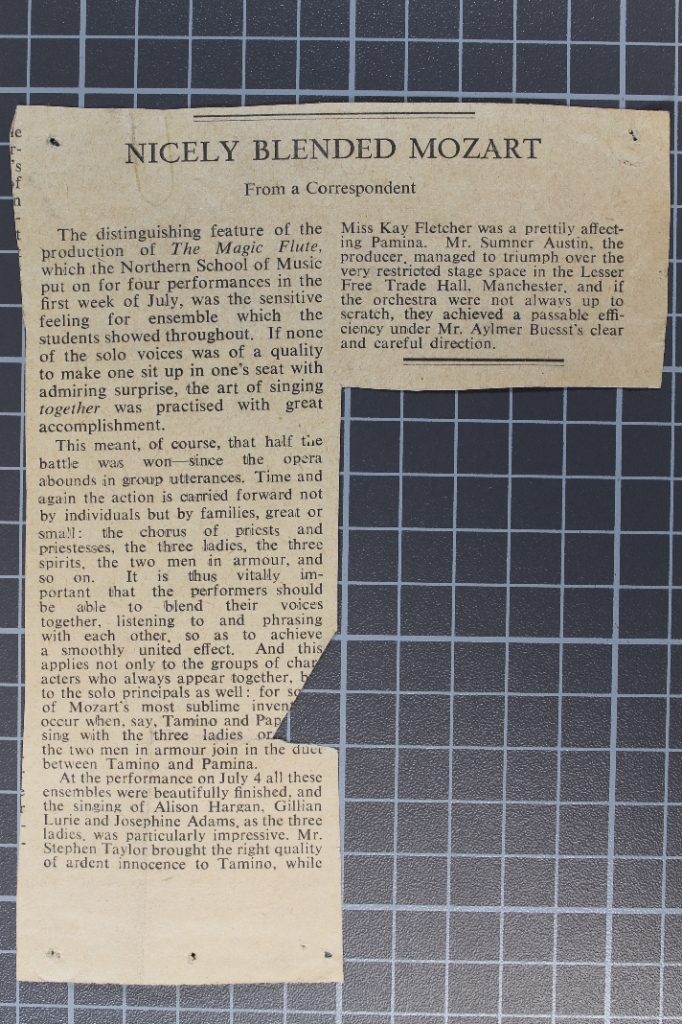 NICELY BLENDED MOZART
From a Correspondent
The distinguishing feature of the
production of The Magic Flute,
which the Northern School of Music
put on for four performances in the
first week of July, was the sensitive
feeling for ensemble which the
students showed throughout. If none
of the solo voices was of a quality
to make one sit up in one's seat with
admiring surprise, the art of singing
together was practised with great
accomplishment.
This meant, of course, that half the
battle was won—since the opera
abounds in group utterances. Time and
again the action is carried forward not
by individuals but by families, great or
small: the chorus of priests and
priestesses, the three ladies, the three
spirits, the two men in armour, and
so on. It is thus vitally im-
portant that the performers should
be able to blend their voices
together, listening to and phrasing
with each other, so as to achieve
a smoothly united effect. And this
applies not only to the groups of char
acters who always appear together,
to the solo principals as well: for
of Mozart's most sublime
occur when, say, Tamino and
sing with the three ladies or
the two men in armour join in the duet
between Tamino and Pamina.
At the performance on July 4 all these
ensembles were beautifully finished, and
the singing of Alison Hargan, Gillian
Lurie and Josephine Adams, as the three
ladies, was particularly impressive. Mr.
Stephen Taylor brought the right quality
of ardent innocence to Tamino, while
Miss Kay Fletcher was a prettily affect-
ing Pamina. Mr. Sumner Austin, the
producer, managed to triumph over the
very restricted stage space in the Lesser
Free Trade Hall, Manchester, and if
the orchestra were not always up to
scratch, they achieved a passable effi-
ciency under Mr. Aylmer Buesst's clear
and careful direction.